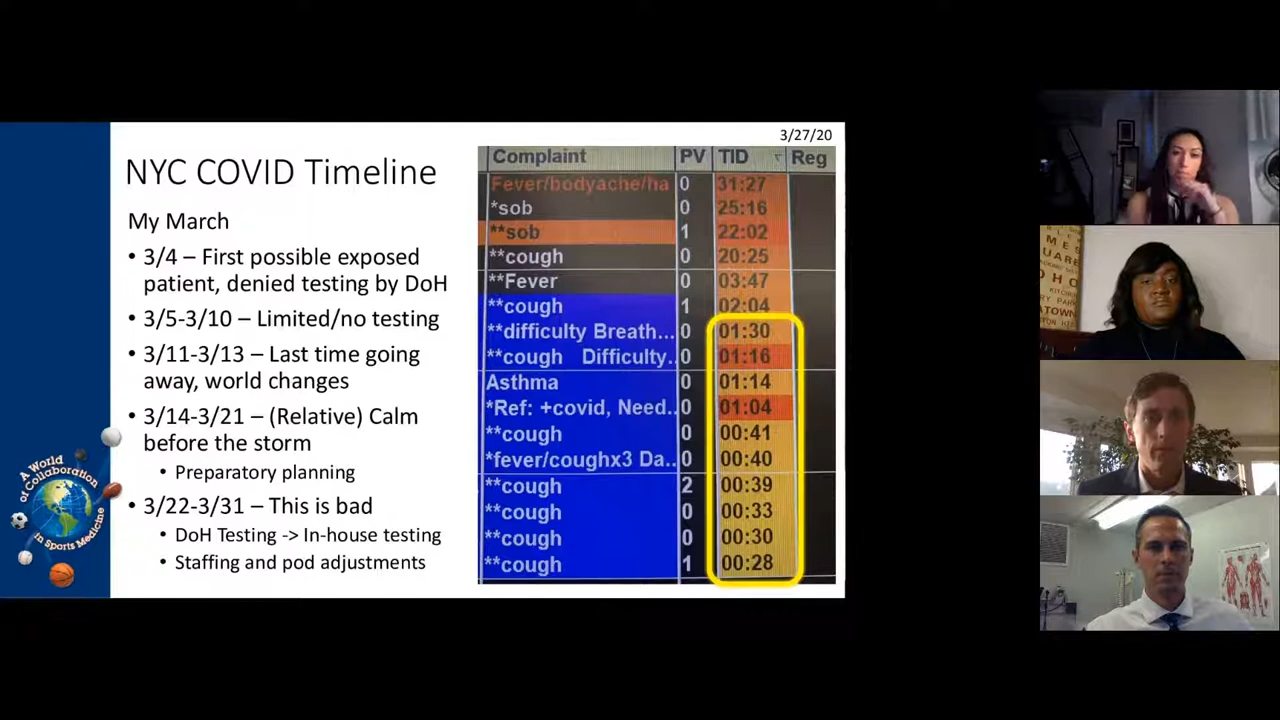 3/27/20
NYC COVID Timeline
My March
• 3/4 – First possible exposed
patient, denied testing by DoH
• 3/5-3/10 – Limited/no testing
• 3/11-3/13 – Last time going
away, world changes
• 3/14-3/21 – (Relative) Calm
before the storm
• Preparatory planning
• 3/22-3/31 – This is bad
• DoH Testing -> In-house testing
• Staffing and pod adjustments
A World
of Collaboration
in Sports Medicine
Complaint PV TID Reg
Fever/bodyache/ha 0 31:27
*sob 0 25:16
**sob 1 22:02
**cough 0 20:25
**Fever 0 03:47
**cough 1 02:04
**difficulty Breath... 0 01:30
**cough Difficulty.. 0 01:16
Asthma 0 01:14
*Ref: +covid, Need.. 0 01:04
**cough 0 00:41
*fever/coughx3 Da.. 0 00:40
**cough 2 00:39
**cough 0 00:33
**cough 0 00:30
**cough 1 00:28
MES
UARE
OHO
KITCH
RY PARK
ATOWN